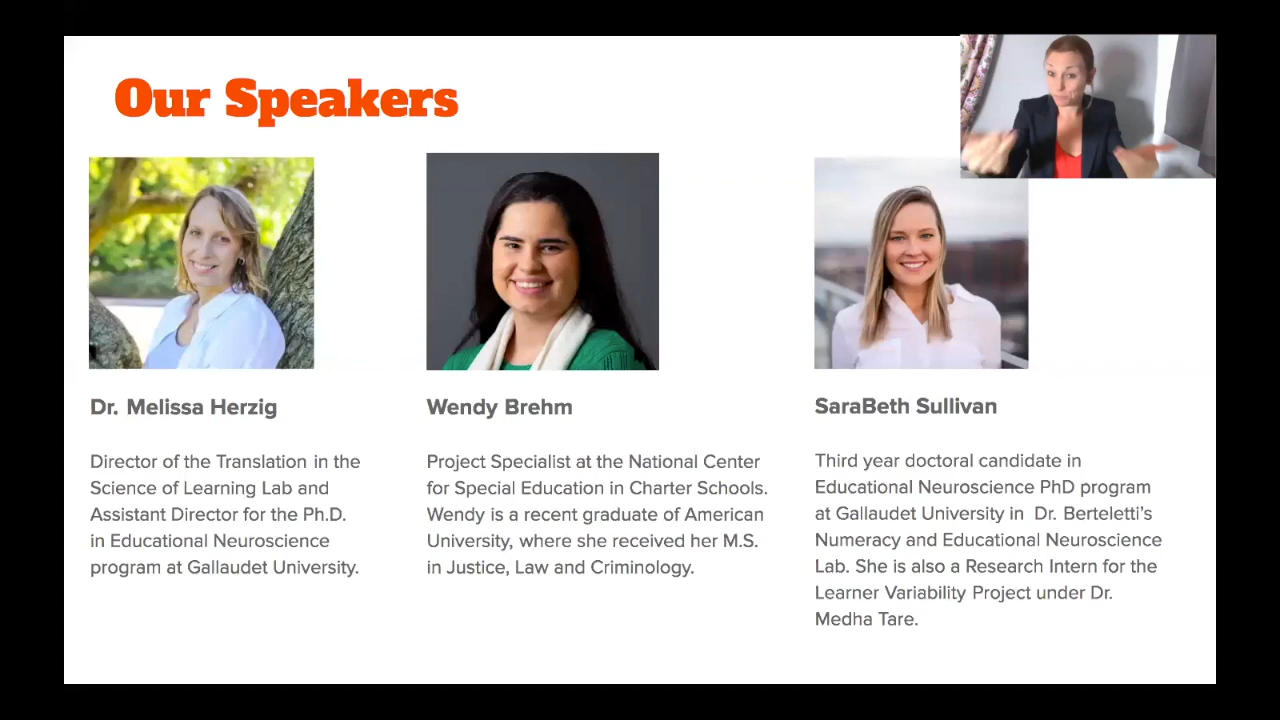 Our Speakers
Dr. Melissa Herzig
Director of the Translation in the
Science of Learning Lab and
Assistant Director for the Ph.D.
in Educational Neuroscience
program at Gallaudet University.
Wendy Brehm
Project Specialist at the National Center
for Special Education in Charter Schools.
Wendy is a recent graduate of American
University, where she received her M.S.
in Justice, Law and Criminology.
SaraBeth Sullivan
Third year doctoral candidate in
Educational Neuroscience PhD program
at Gallaudet University in Dr. Berteletti’s
Numeracy and Educational Neuroscience
Lab. She is also a Research Intern for the
Learner Variability Project under Dr.
Medha Tare.